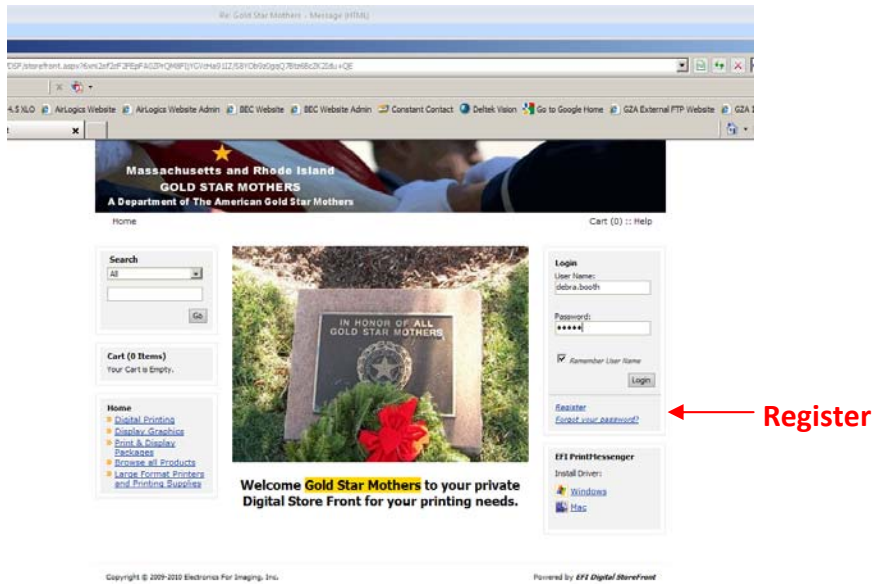 Re: Gold Star Mothers - Message (HTML)
4.5 XLO AirLogics Website AirLogics Website Admin BEC Website BEC Website Admin Constant Contact Deltek Vision Go to Google Home GZA External FTP Website GZA
Massachusetts and Rhode Island
GOLD STAR MOTHERS
A Department of The American Gold Star Mothers
Home
Cart (0) :: Help
Search
All
Go
Cart (0 Items)
Your Cart is Empty.
Home
Digital Printing
Display Graphics
Print & Display
Packages
Browse all Products
Large Format Printers
and Printing Supplies
IN HONOR OF ALL
GOLD STAR MOTHERS
Welcome Gold Star Mothers to your private
Digital Store Front for your printing needs.
Login
User Name:
debra.booth
Password:
•••••
Remember User Name
Login
Register
Forgot your password?
Register
EFI PrintMessenger
Install Driver:
Windows
Mac
Copyright © 2009-2010 Electronics For Imaging, Inc.
Powered by EFI Digital StoreFront